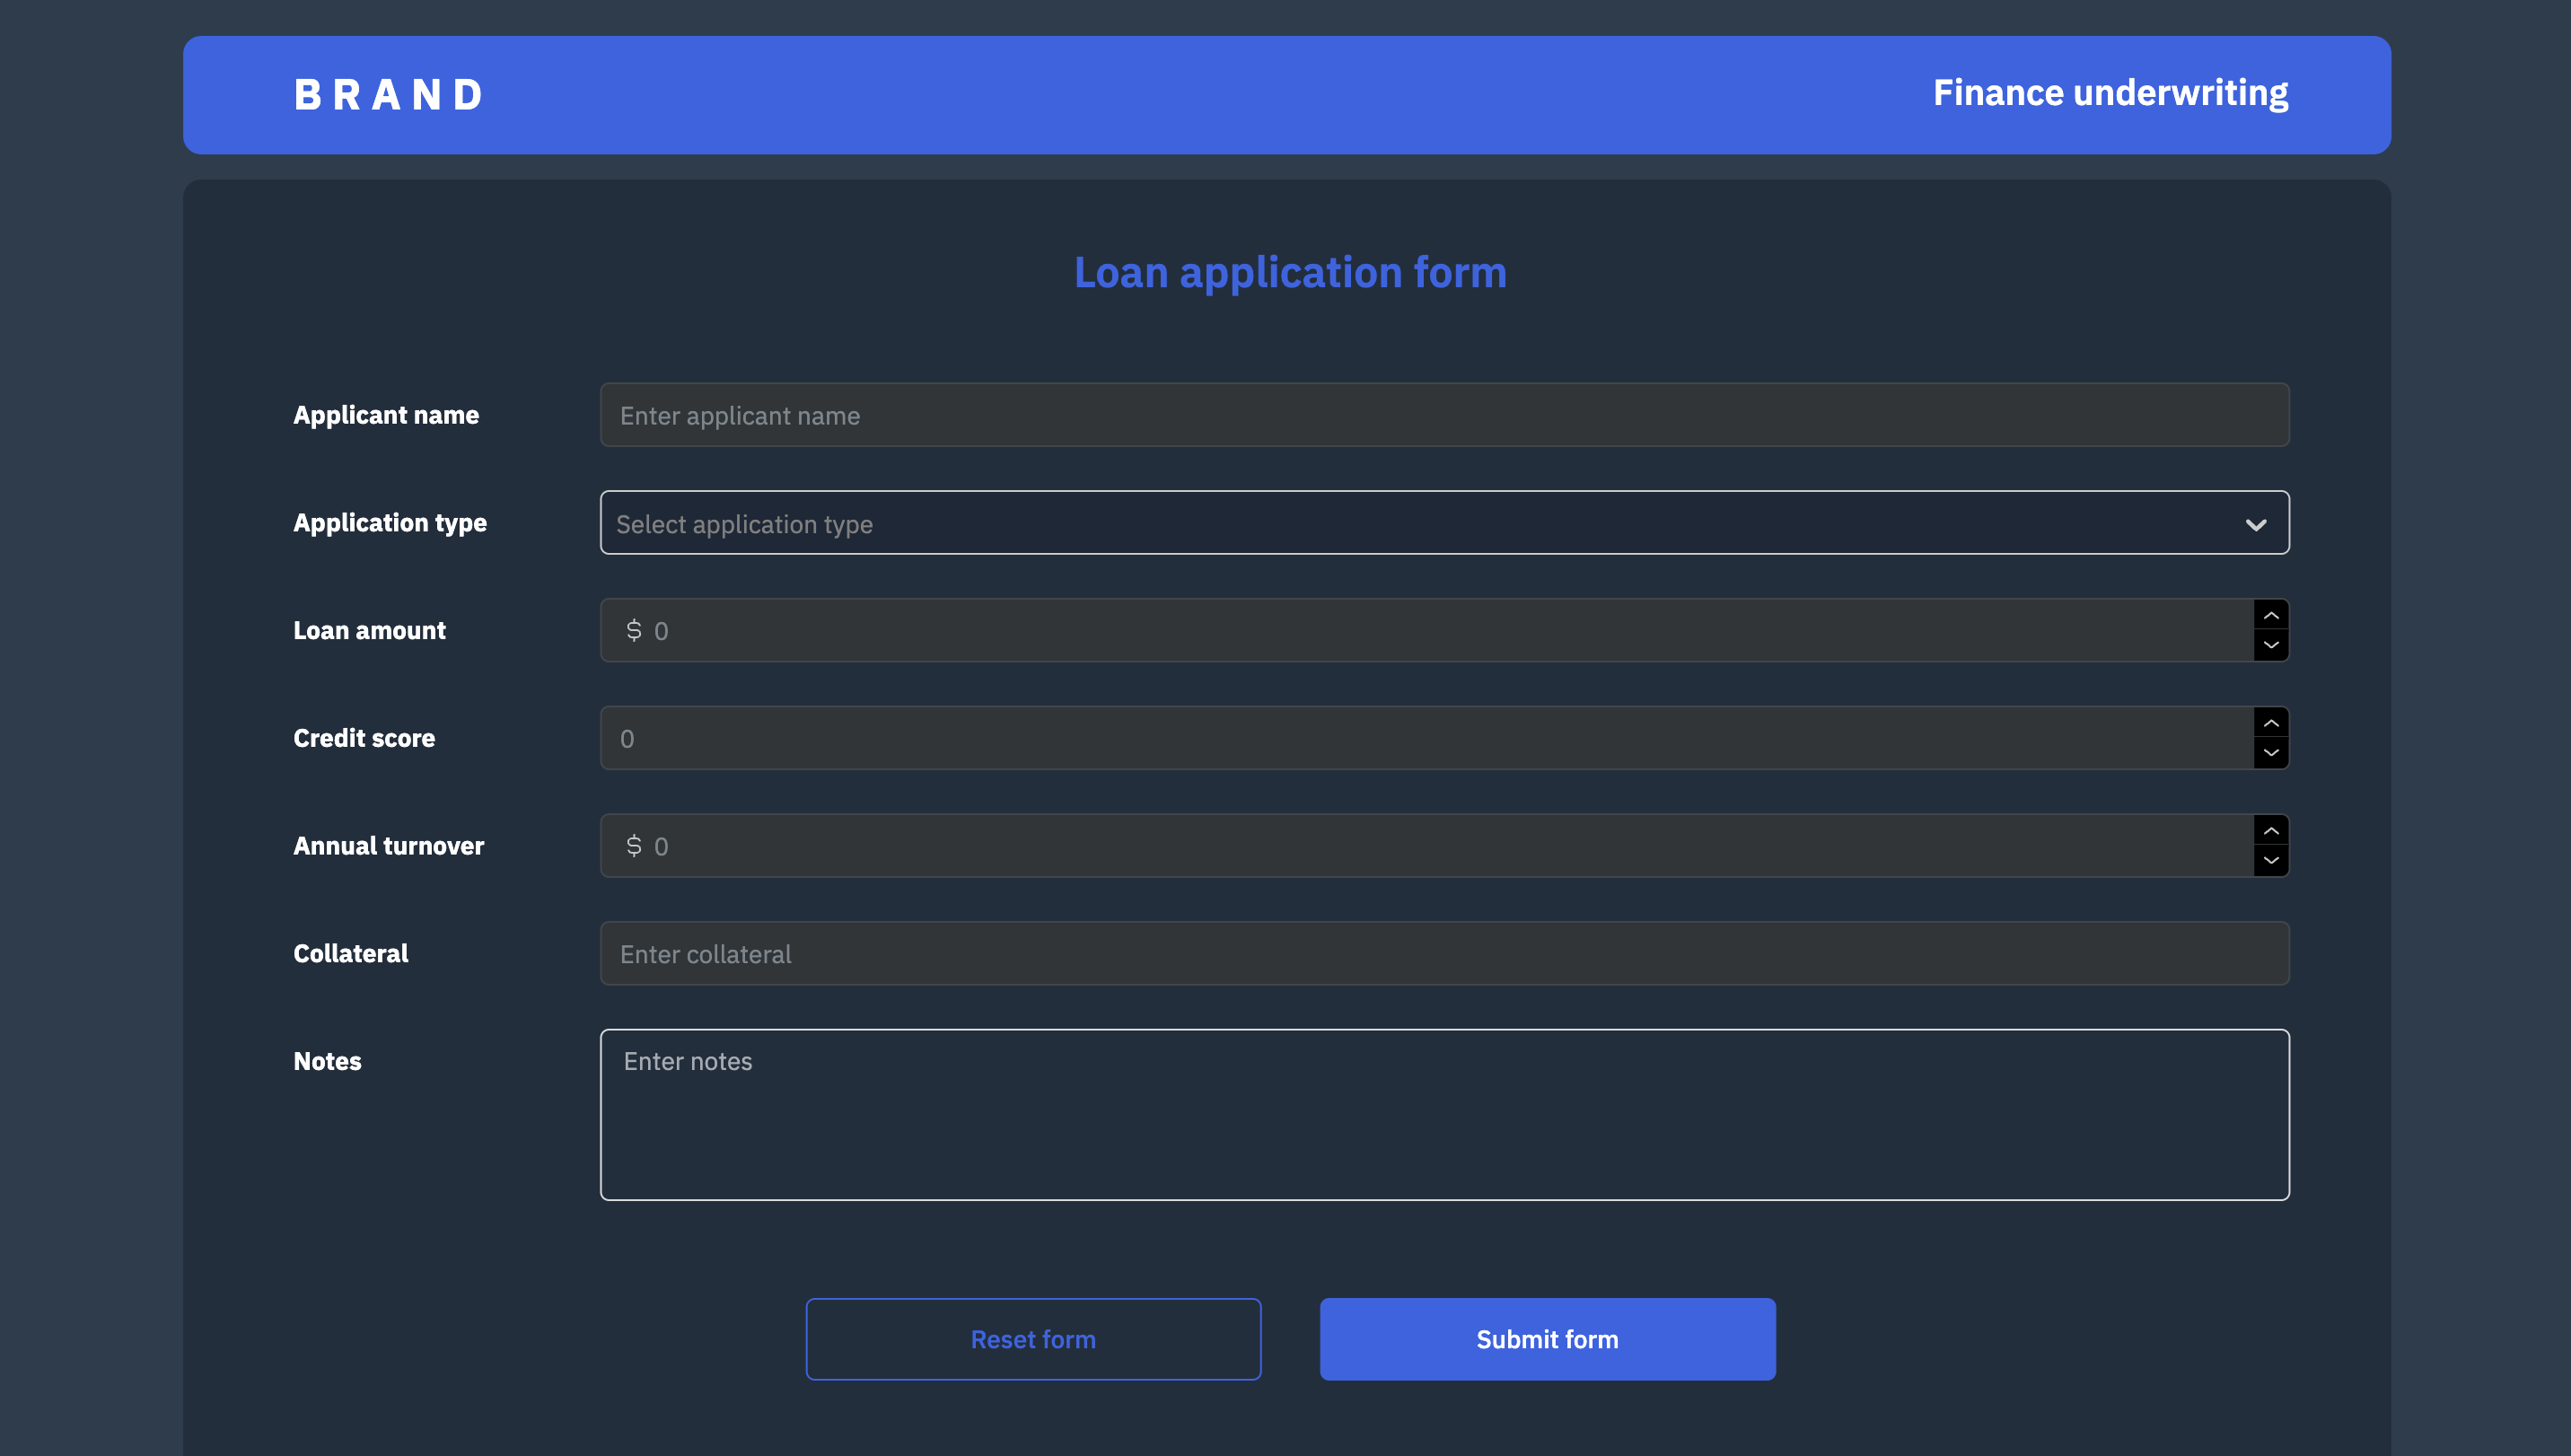 BRAND
Finance underwriting
Loan application form
Applicant name
Enter applicant name
Application type
Select application type
Loan amount
$ 0
Credit score
0
Annual turnover
$ 0
Collateral
Enter collateral
Notes
Enter notes
Reset form
Submit form